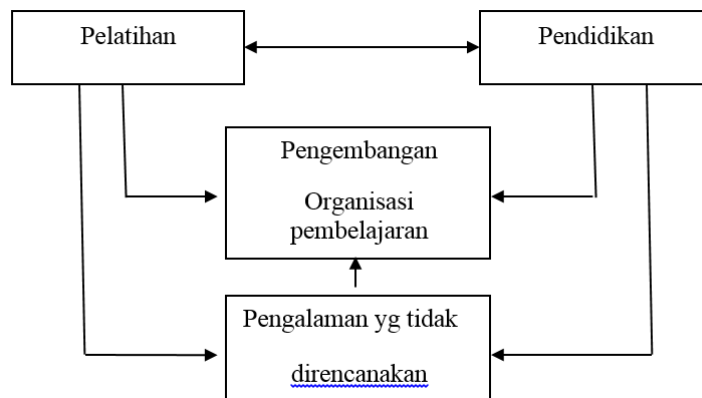 Pelatihan
Pendidikan
Pengembangan
Organisasi
pembelajaran
Pengalaman yg tidak
direncanakan